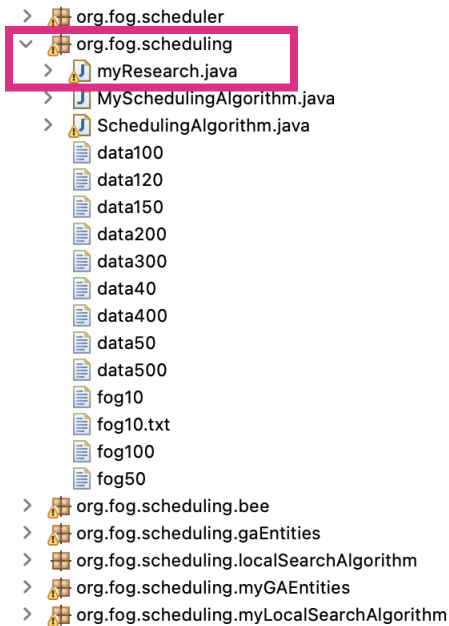 org.fog.scheduler
org.fog.scheduling
myResearch.java
MySchedulingAlgorithm.java
SchedulingAlgorithm.java
data100
data120
data150
data200
data300
data40
data400
data50
data500
fog10
fog10.txt
fog100
fog50
org.fog.scheduling.bee
org.fog.scheduling.gaEntities
org.fog.scheduling.localSearchAlgorithm
org.fog.scheduling.myGAEntities
org.fog.scheduling.myLocalSearchAlgorithm